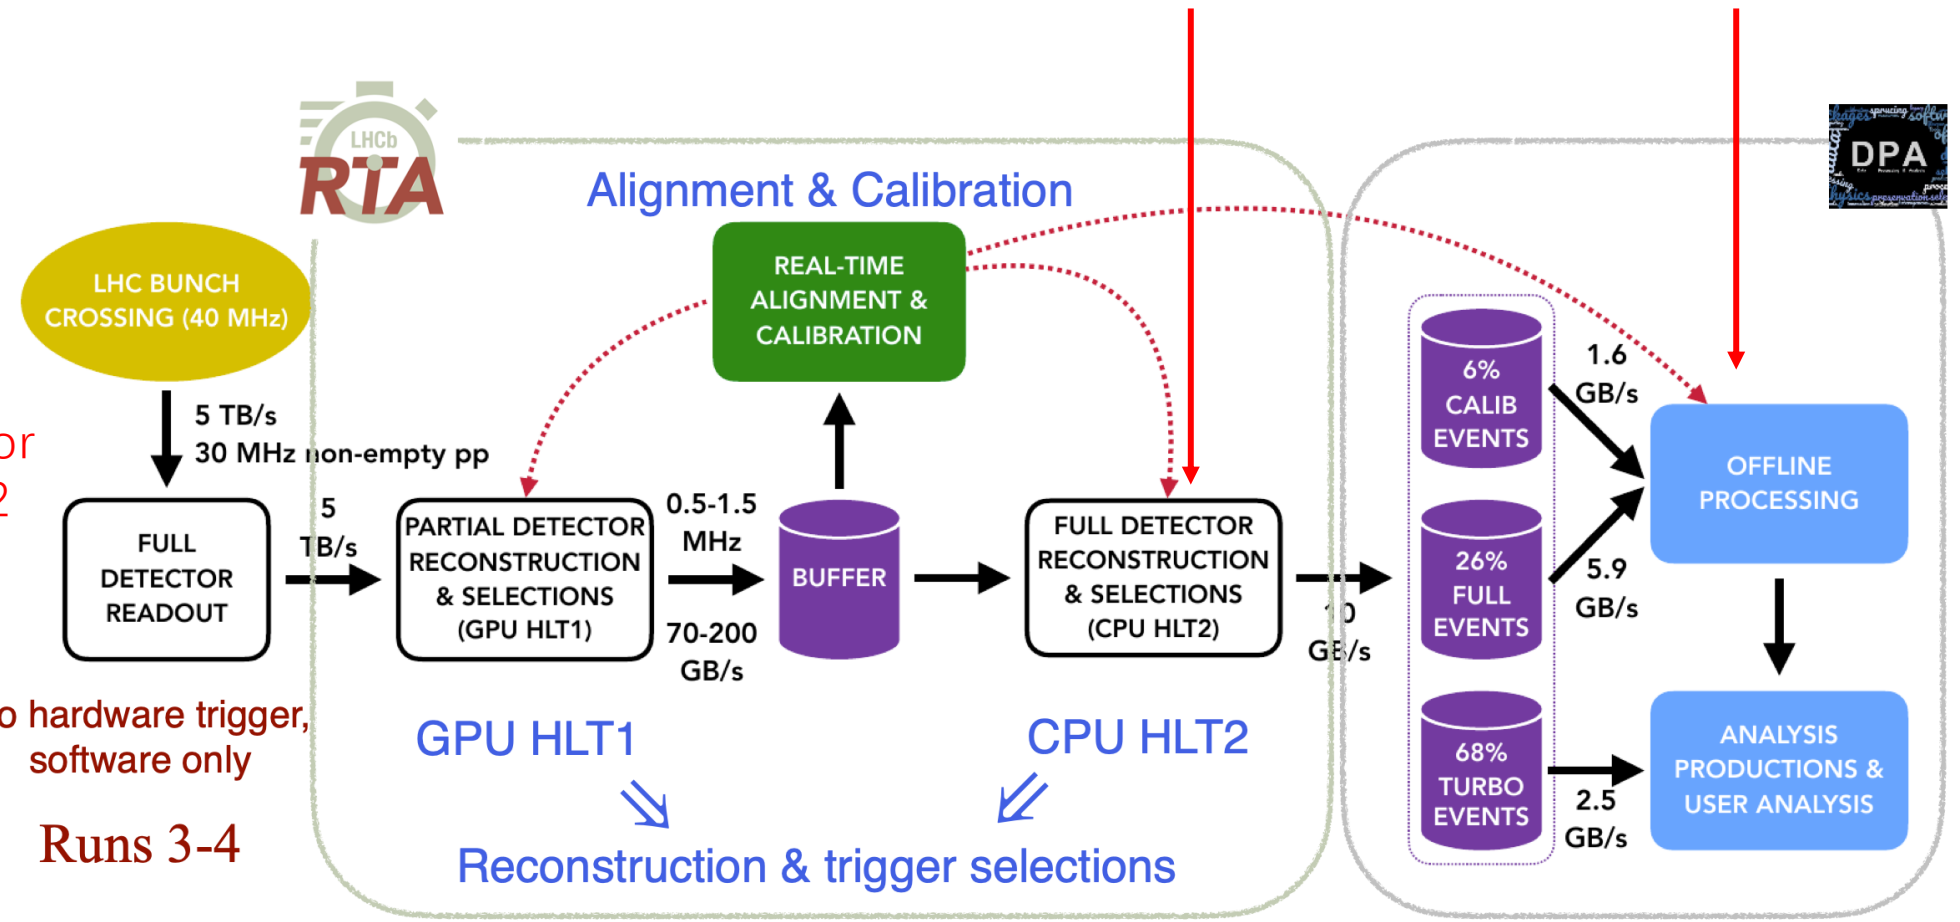 LHCb
RTA
DPA
Alignment & Calibration
LHC BUNCH
CROSSING (40 MHz)
REAL-TIME
ALIGNMENT &
CALIBRATION
5 TB/s
30 MHz non-empty pp
or
2
FULL
DETECTOR
READOUT
5
TB/s
PARTIAL DETECTOR
RECONSTRUCTION
& SELECTIONS
(GPU HLT1)
0.5-1.5
MHz
70-200
GB/s
BUFFER
FULL DETECTOR
RECONSTRUCTION
& SELECTIONS
(CPU HLT2)
10
GB/s
6%
CALIB
EVENTS
1.6
GB/s
26%
FULL
EVENTS
5.9
GB/s
68%
TURBO
EVENTS
2.5
GB/s
OFFLINE
PROCESSING
ANALYSIS
PRODUCTIONS &
USER ANALYSIS
o hardware trigger,
software only
Runs 3-4
GPU HLT1
CPU HLT2
Reconstruction & trigger selections